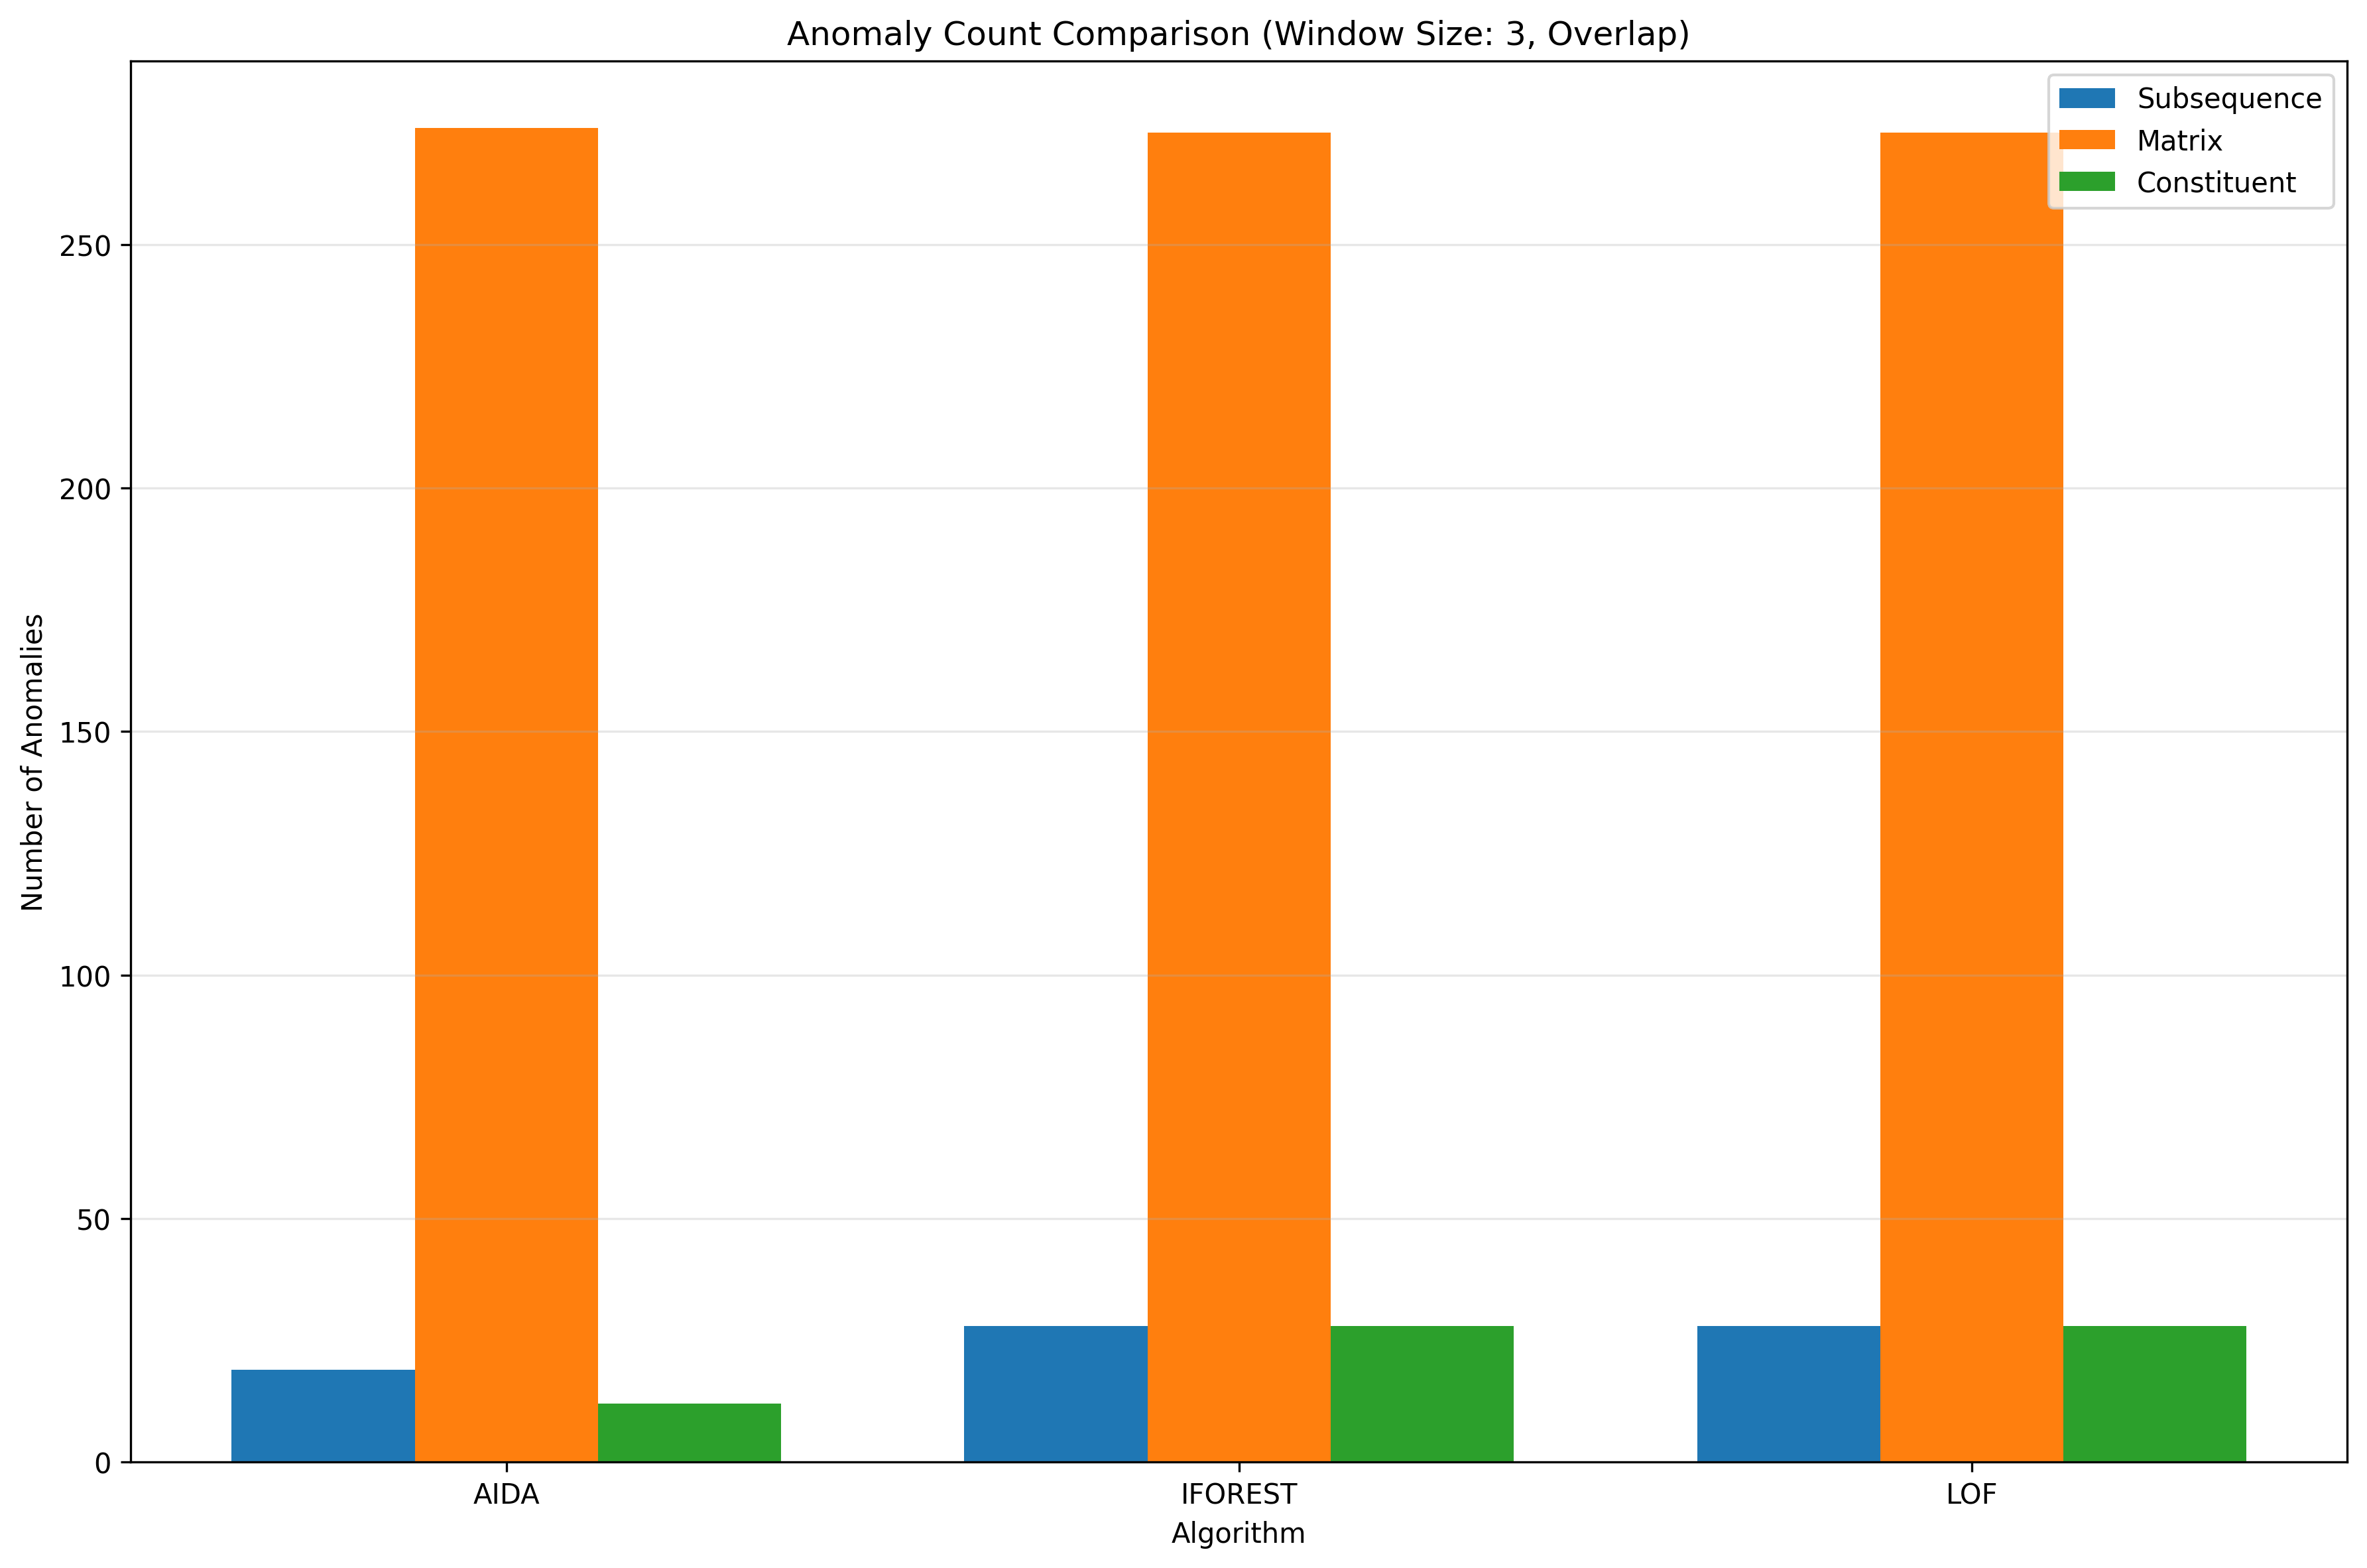 Anomaly Count Comparison (Window Size: 3, Overlap)
Subsequence
Matrix
Constituent
250
200
150
100
50
0
Number of Anomalies
AIDA
IFOREST
LOF
Algorithm